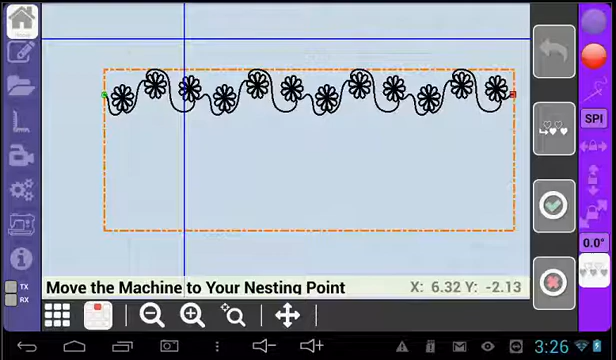 SPI
0.0°
TX
RX
Move the Machine to Your Nesting Point
X: 6.32 Y: -2.13
3:26